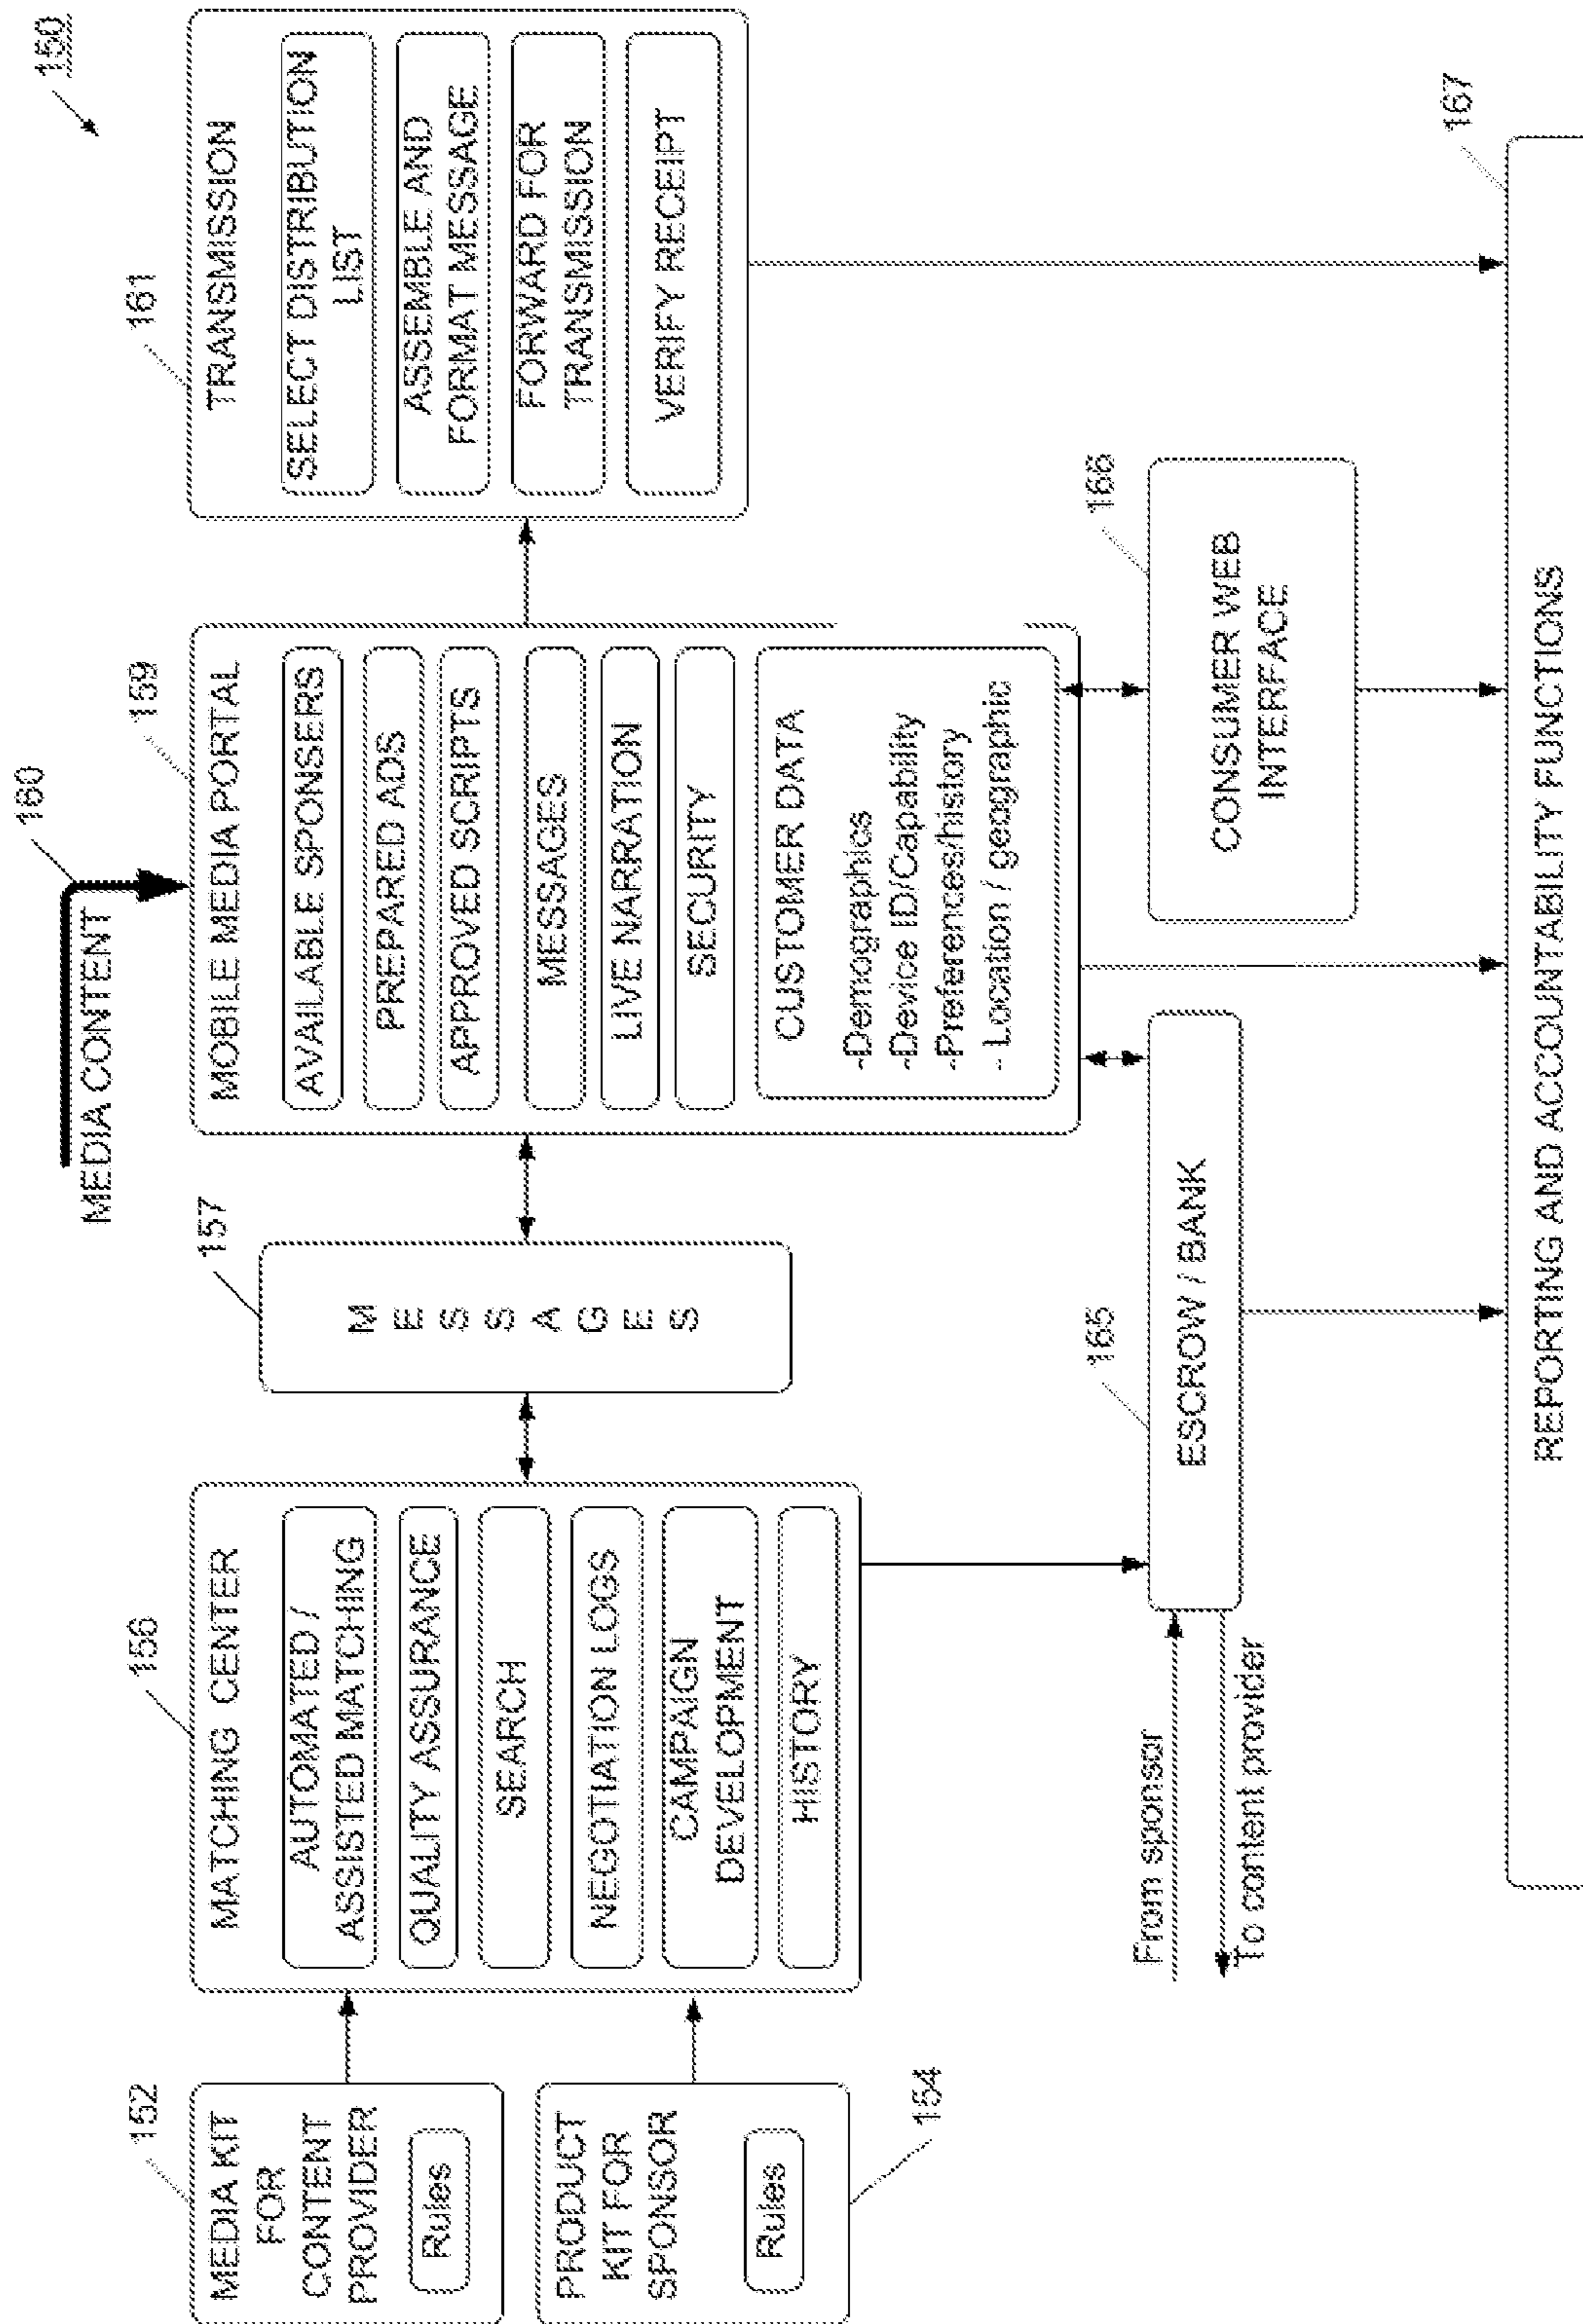 150
MEDIA CONTENT
160
152
MEDIA KIT
FOR
CONTENT
PROVIDER
Rules
PRODUCT
KIT FOR
SPONSOR
Rules
154
156
MATCHING CENTER
AUTOMATED /
ASSISTED MATCHING
QUALITY ASSURANCE
SEARCH
NEGOTIATION LOGS
CAMPAIGN
DEVELOPMENT
HISTORY
157
M
E
S
S
A
G
E
S
159
MOBILE MEDIA PORTAL
AVAILABLE SPONSERS
PREPARED ADS
APPROVED SCRIPTS
MESSAGES
LIVE NARRATION
SECURITY
CUSTOMER DATA
-Demographics
-Device ID/Capability
-Preferences/history
- Location / geographic
161
TRANSMISSION
SELECT DISTRIBUTION
LIST
ASSEMBLE AND
FORMAT MESSAGE
FORWARD FOR
TRANSMISSION
VERIFY RECEIPT
From sponsor
To content provider
165
ESCROW / BANK
166
CONSUMER WEB
INTERFACE
167
REPORTING AND ACCOUNTABILITY FUNCTIONS